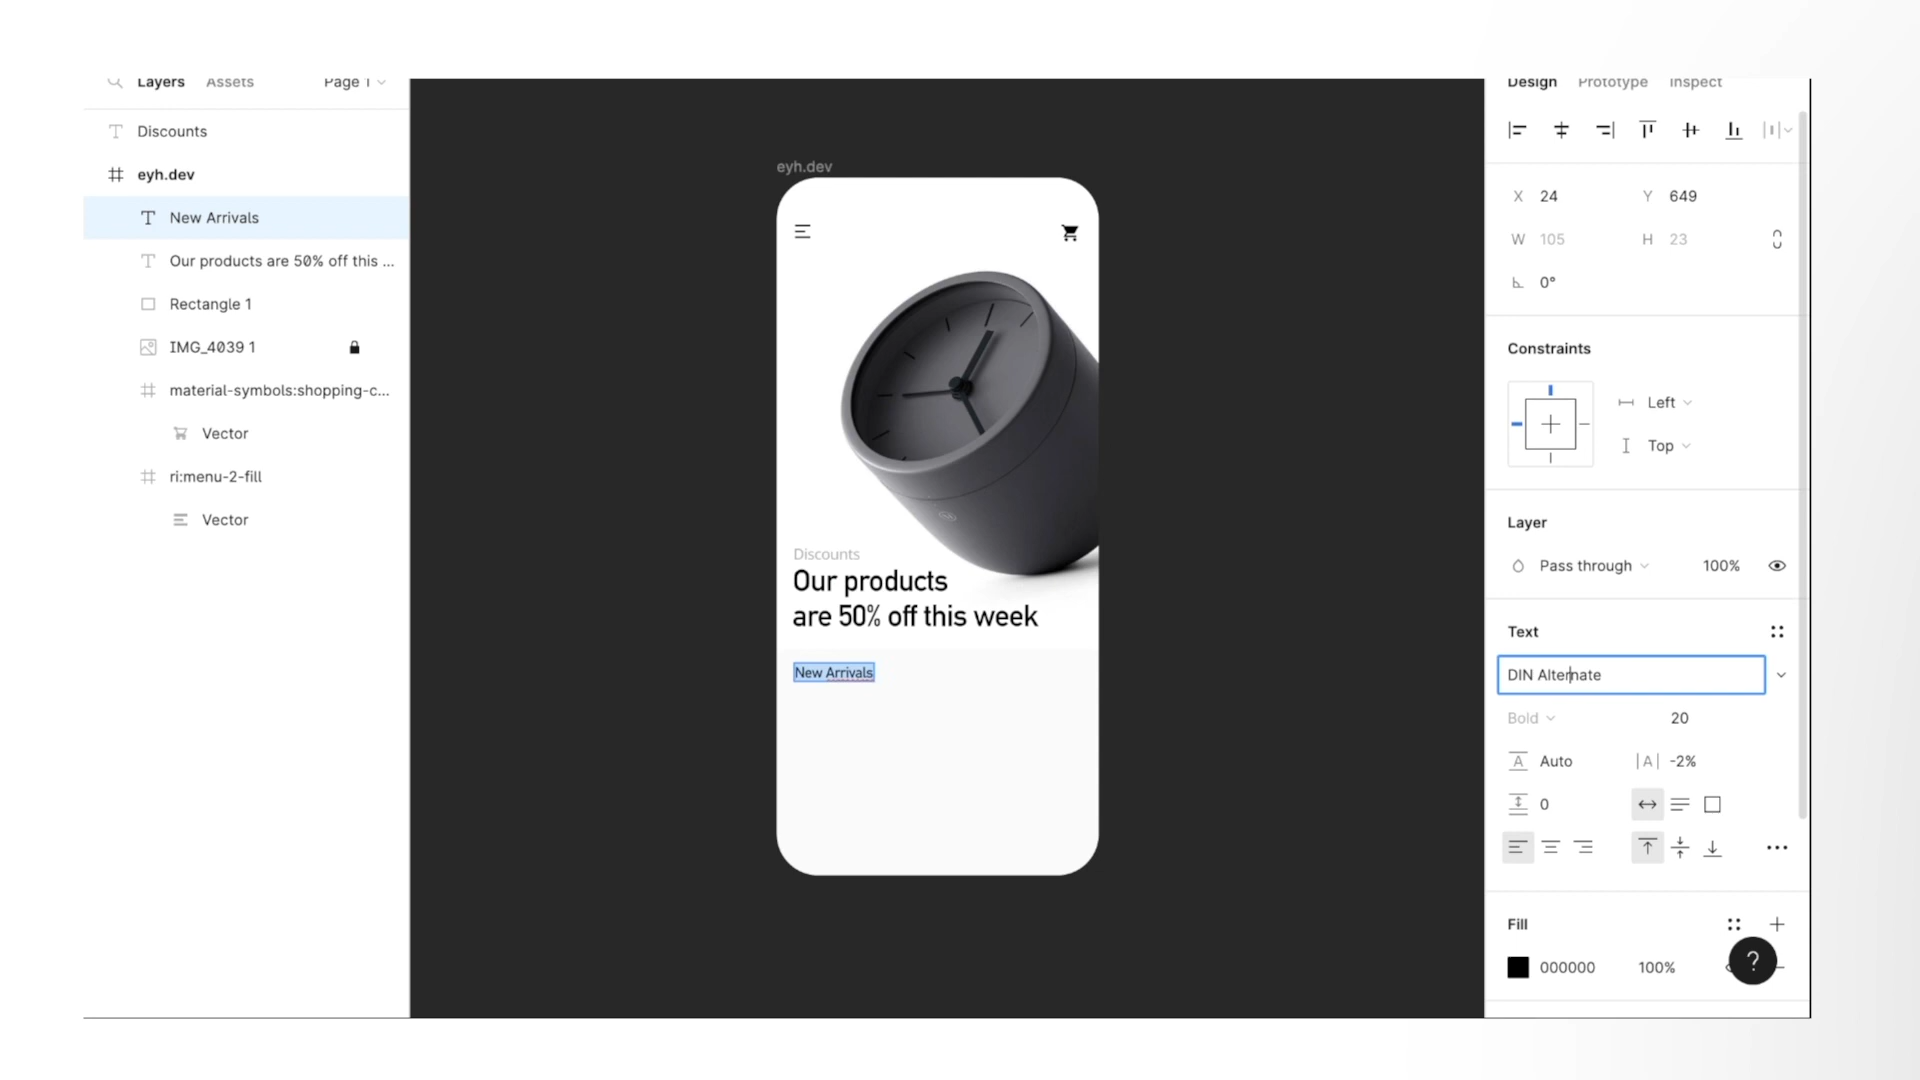 Layers Assets Page 1
Discounts
eyh.dev
New Arrivals
Our products are 50% off this ...
Rectangle 1
IMG_4039 1
material-symbols:shopping-c...
Vector
ri:menu-2-fill
Vector
eyh.dev
Discounts
Our products
are 50% off this week
New Arrivals
Design Prototype Inspect
X 24 Y 649
W 105 H 23
0°
Constraints
Left
Top
Layer
Pass through 100%
Text
DIN Alternate
Bold 20
A Auto |A| -2%
0
Fill
000000 100%
?